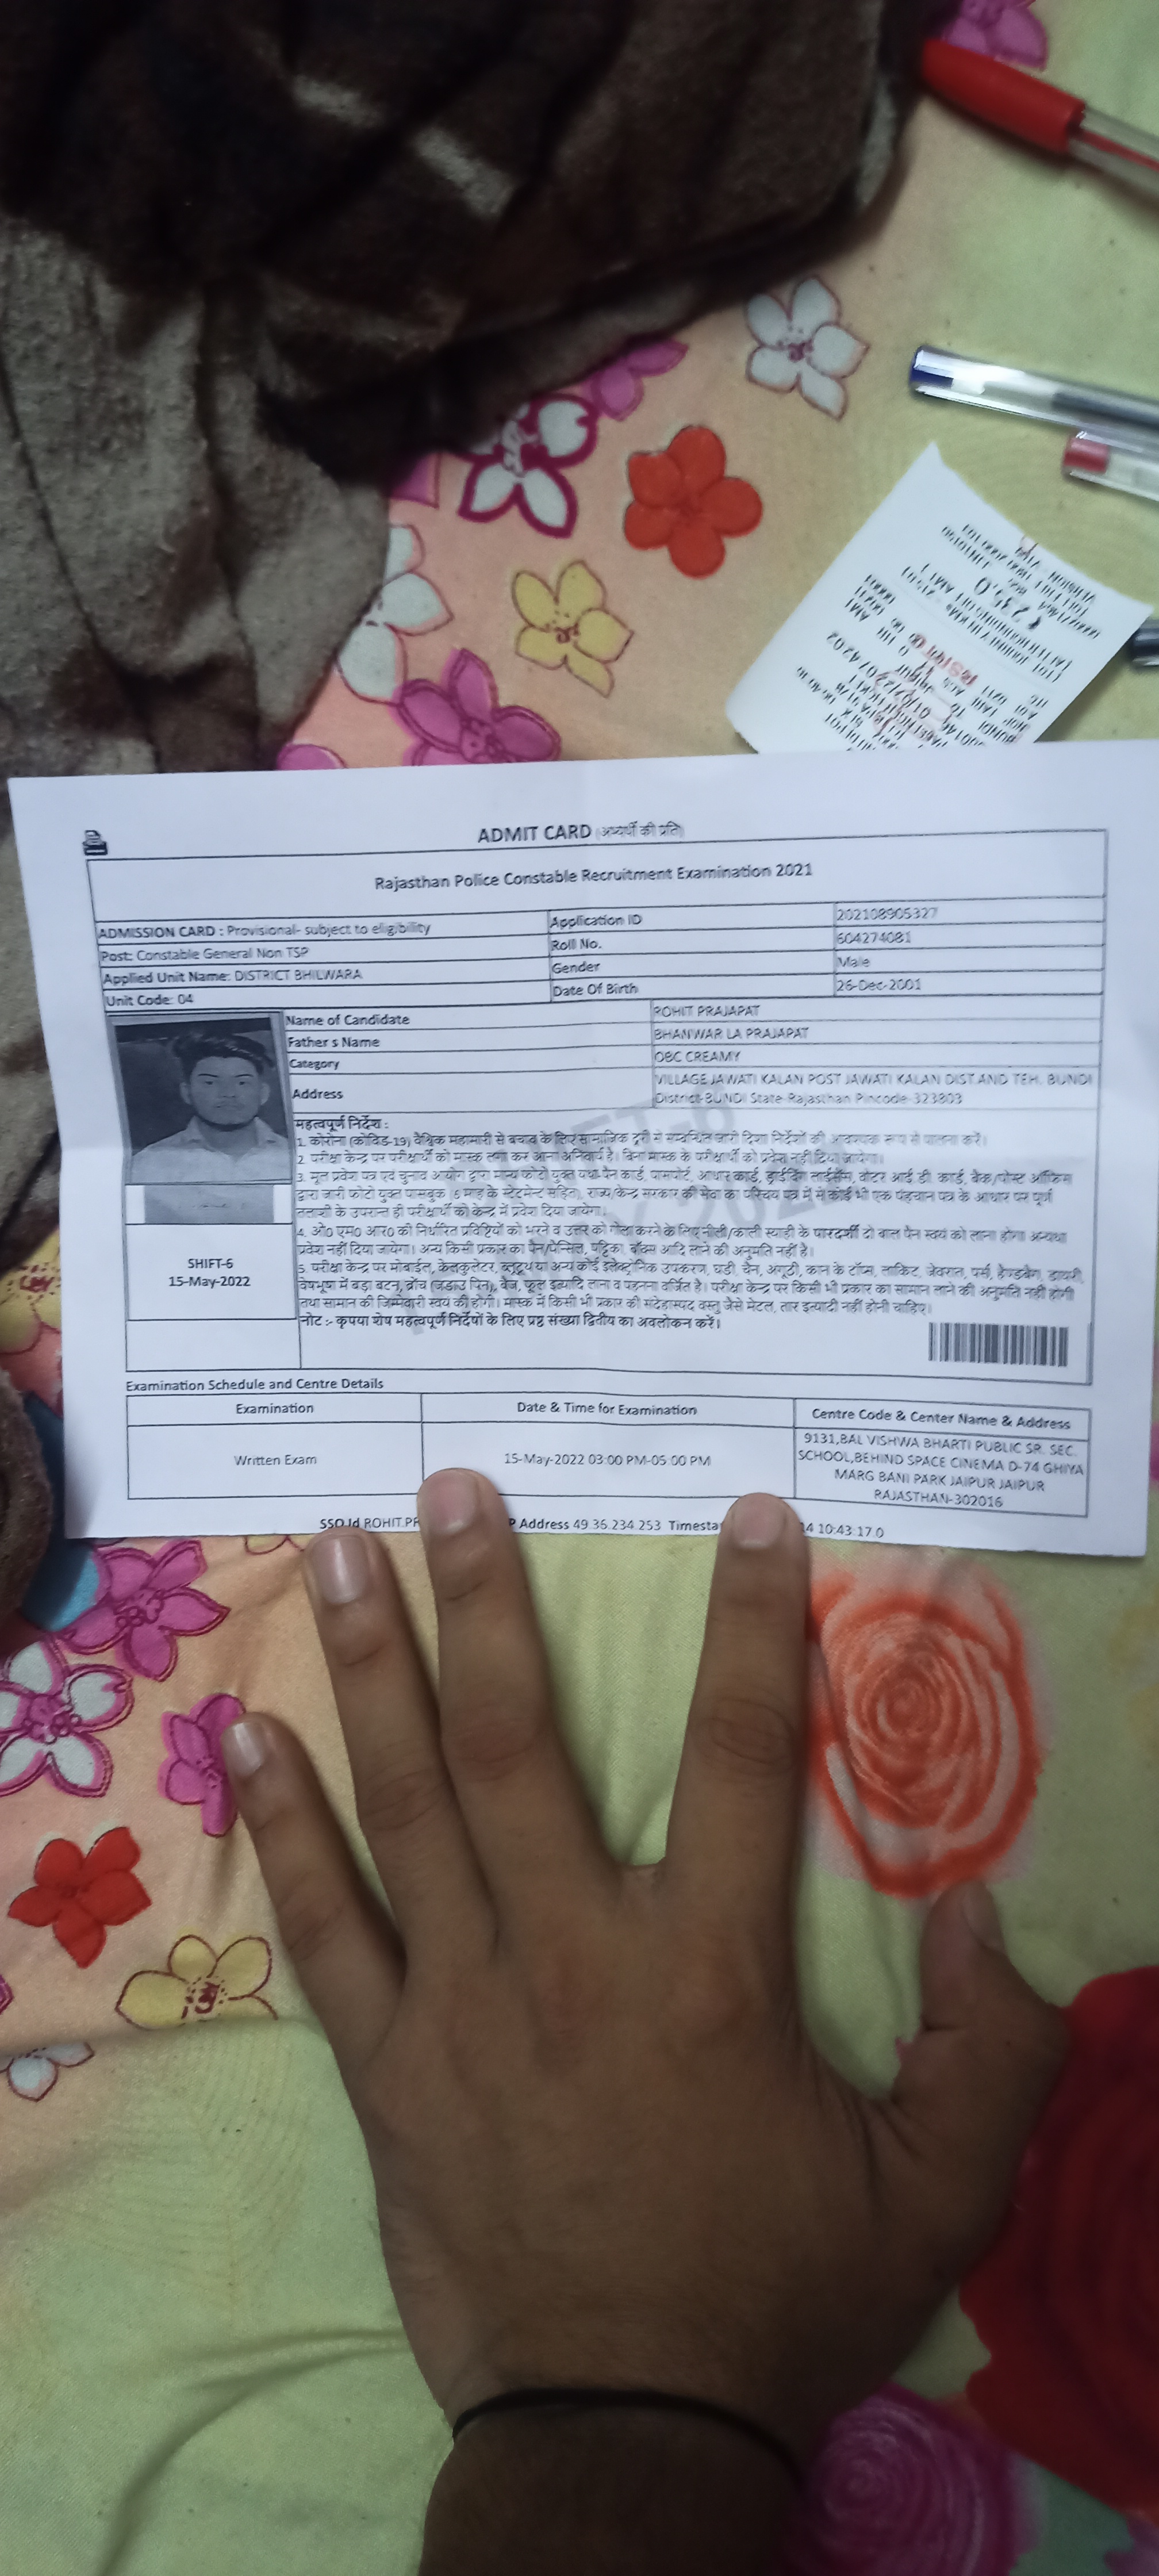 ADMIT CARD (अभ्यर्थी की प्रति)
Rajasthan Police Constable Recruitment Examination 2021
ADMISSION CARD : Provisional- subject to eligibility
Application ID
202108905327
Post: Constable General Non TSP
Roll No.
604274081
Applied Unit Name: DISTRICT BHILWARA
Gender
Male
Unit Code: 04
Date Of Birth
26-Dec-2001
Name of Candidate
ROHIT PRAJAPAT
Father s Name
BHANWAR LA PRAJAPAT
Category
OBC CREAMY
Address
VILLAGE JAWATI KALAN POST JAWATI KALAN DIST.AND TEH. BUNDI
District-BUNDI State-Rajasthan Pincode-323803
महत्वपूर्ण निर्देश :
1. कोरोना (कोविड-19) वैश्विक महामारी से बचाव के लिए सामाजिक दूरी से सम्बन्धित जारी दिशा निर्देशों की आवश्यक रूप से पालना करें।
2. परीक्षा केन्द्र पर परीक्षार्थी को मास्क लगा कर आना अनिवार्य है। बिना मास्क के परीक्षार्थी को प्रवेश नहीं दिया जायेगा।
3. मूल प्रवेश पत्र एवं चुनाव आयोग द्वारा मान्य फोटो युक्त यथा-पैन कार्ड, पासपोर्ट, आधार कार्ड, ड्राईविंग लाईसेंस, वोटर आई.डी. कार्ड, बैंक/पोस्ट ऑफिस
द्वारा जारी फोटो युक्त पासबुक (6 माह के स्टेटमेन्ट सहित), राज्य/केन्द्र सरकार की सेवा का परिचय पत्र में से कोई भी एक पहचान पत्र के आधार पर पूर्ण
तलाशी के उपरान्त ही परीक्षार्थी को केन्द्र में प्रवेश दिया जायेगा।
4. ओ0 एम0 आर0 की निर्धारित प्रविष्टियों को भरने व उत्तर को गोला करने के लिए नीली/काली स्याही के पारदर्शी दो बाल पैन स्वयं को लाना होगा अन्यथा
प्रवेश नहीं दिया जायेगा। अन्य किसी प्रकार का पैन/पेन्सिल, पट्टिका, बॉक्स आदि लाने की अनुमति नहीं है।
5. परीक्षा केन्द्र पर मोबाईल, केलकुलेटर, ब्लूटूथ या अन्य कोई इलेक्ट्रोनिक उपकरण, घडी, चैन, अंगूठी, कान के टॉप्स, लॉकिट, जेवरात, पर्स, हैण्डबैग, डायरी,
वेषभूषा में बड़ा बटन, ब्रोंच (जडाउ पिन), बैज, फूल इत्यादि लाना व पहनना वर्जित है। परीक्षा केन्द्र पर किसी भी प्रकार का सामान लाने की अनुमति नहीं होगी
तथा सामान की जिम्मेवारी स्वयं की होगी। मास्क में किसी भी प्रकार की संदेहास्पद वस्तु जैसे मेटल, तार इत्यादी नहीं होनी चाहिए।
नोट :- कृपया शेष महत्वपूर्ण निर्देषों के लिए प्रष्ठ संख्या द्वितीय का अवलोकन करें।
SHIFT-6
15-May-2022
Examination Schedule and Centre Details
Examination
Date & Time for Examination
Centre Code & Center Name & Address
Written Exam
15-May-2022 03:00 PM-05:00 PM
9131,BAL VISHWA BHARTI PUBLIC SR. SEC.
SCHOOL,BEHIND SPACE CINEMA D-74 GHIYA
MARG BANI PARK JAIPUR JAIPUR
RAJASTHAN-302016
SSO.Id ROHIT.PR
P Address 49.36.234.253 Timesta
14 10:43:17.0